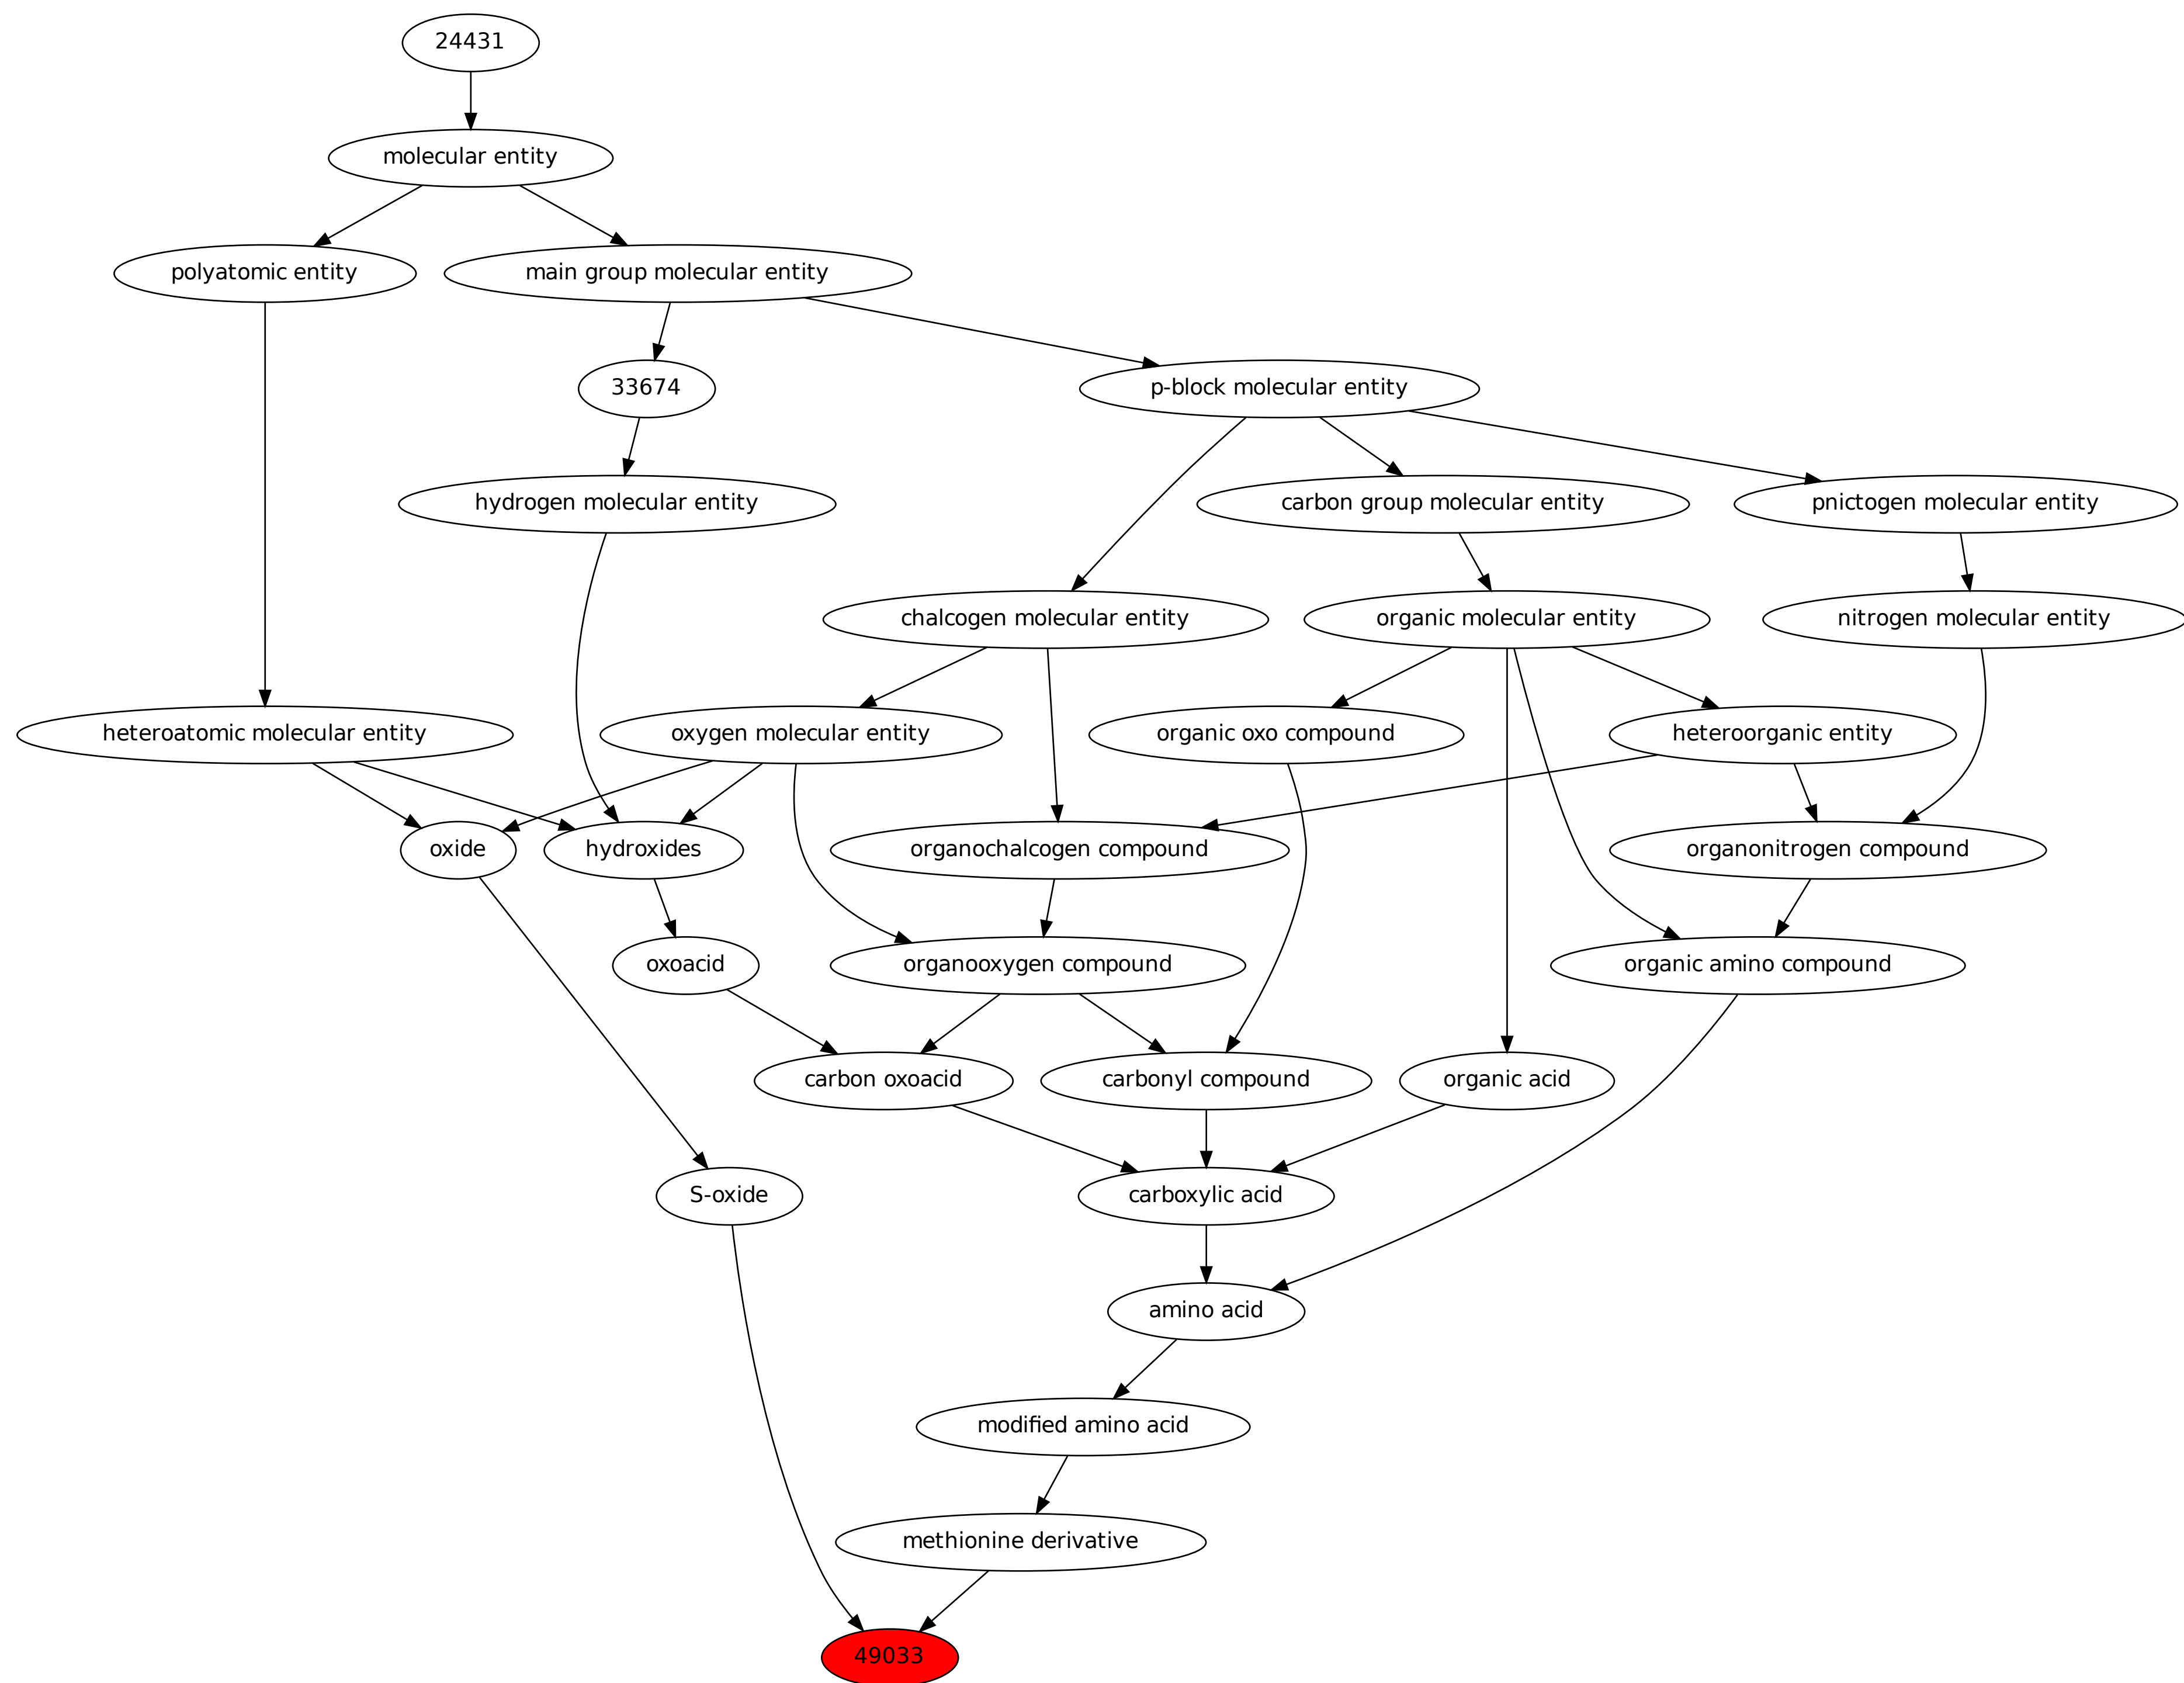 24431
molecular entity
polyatomic entity
main group molecular entity
33674
p-block molecular entity
hydrogen molecular entity
carbon group molecular entity
pnictogen molecular entity
chalcogen molecular entity
organic molecular entity
nitrogen molecular entity
heteroatomic molecular entity
oxygen molecular entity
organic oxo compound
heteroorganic entity
oxide
hydroxides
organochalcogen compound
organonitrogen compound
oxoacid
organooxygen compound
organic amino compound
carbon oxoacid
carbonyl compound
organic acid
S-oxide
carboxylic acid
amino acid
modified amino acid
methionine derivative
49033